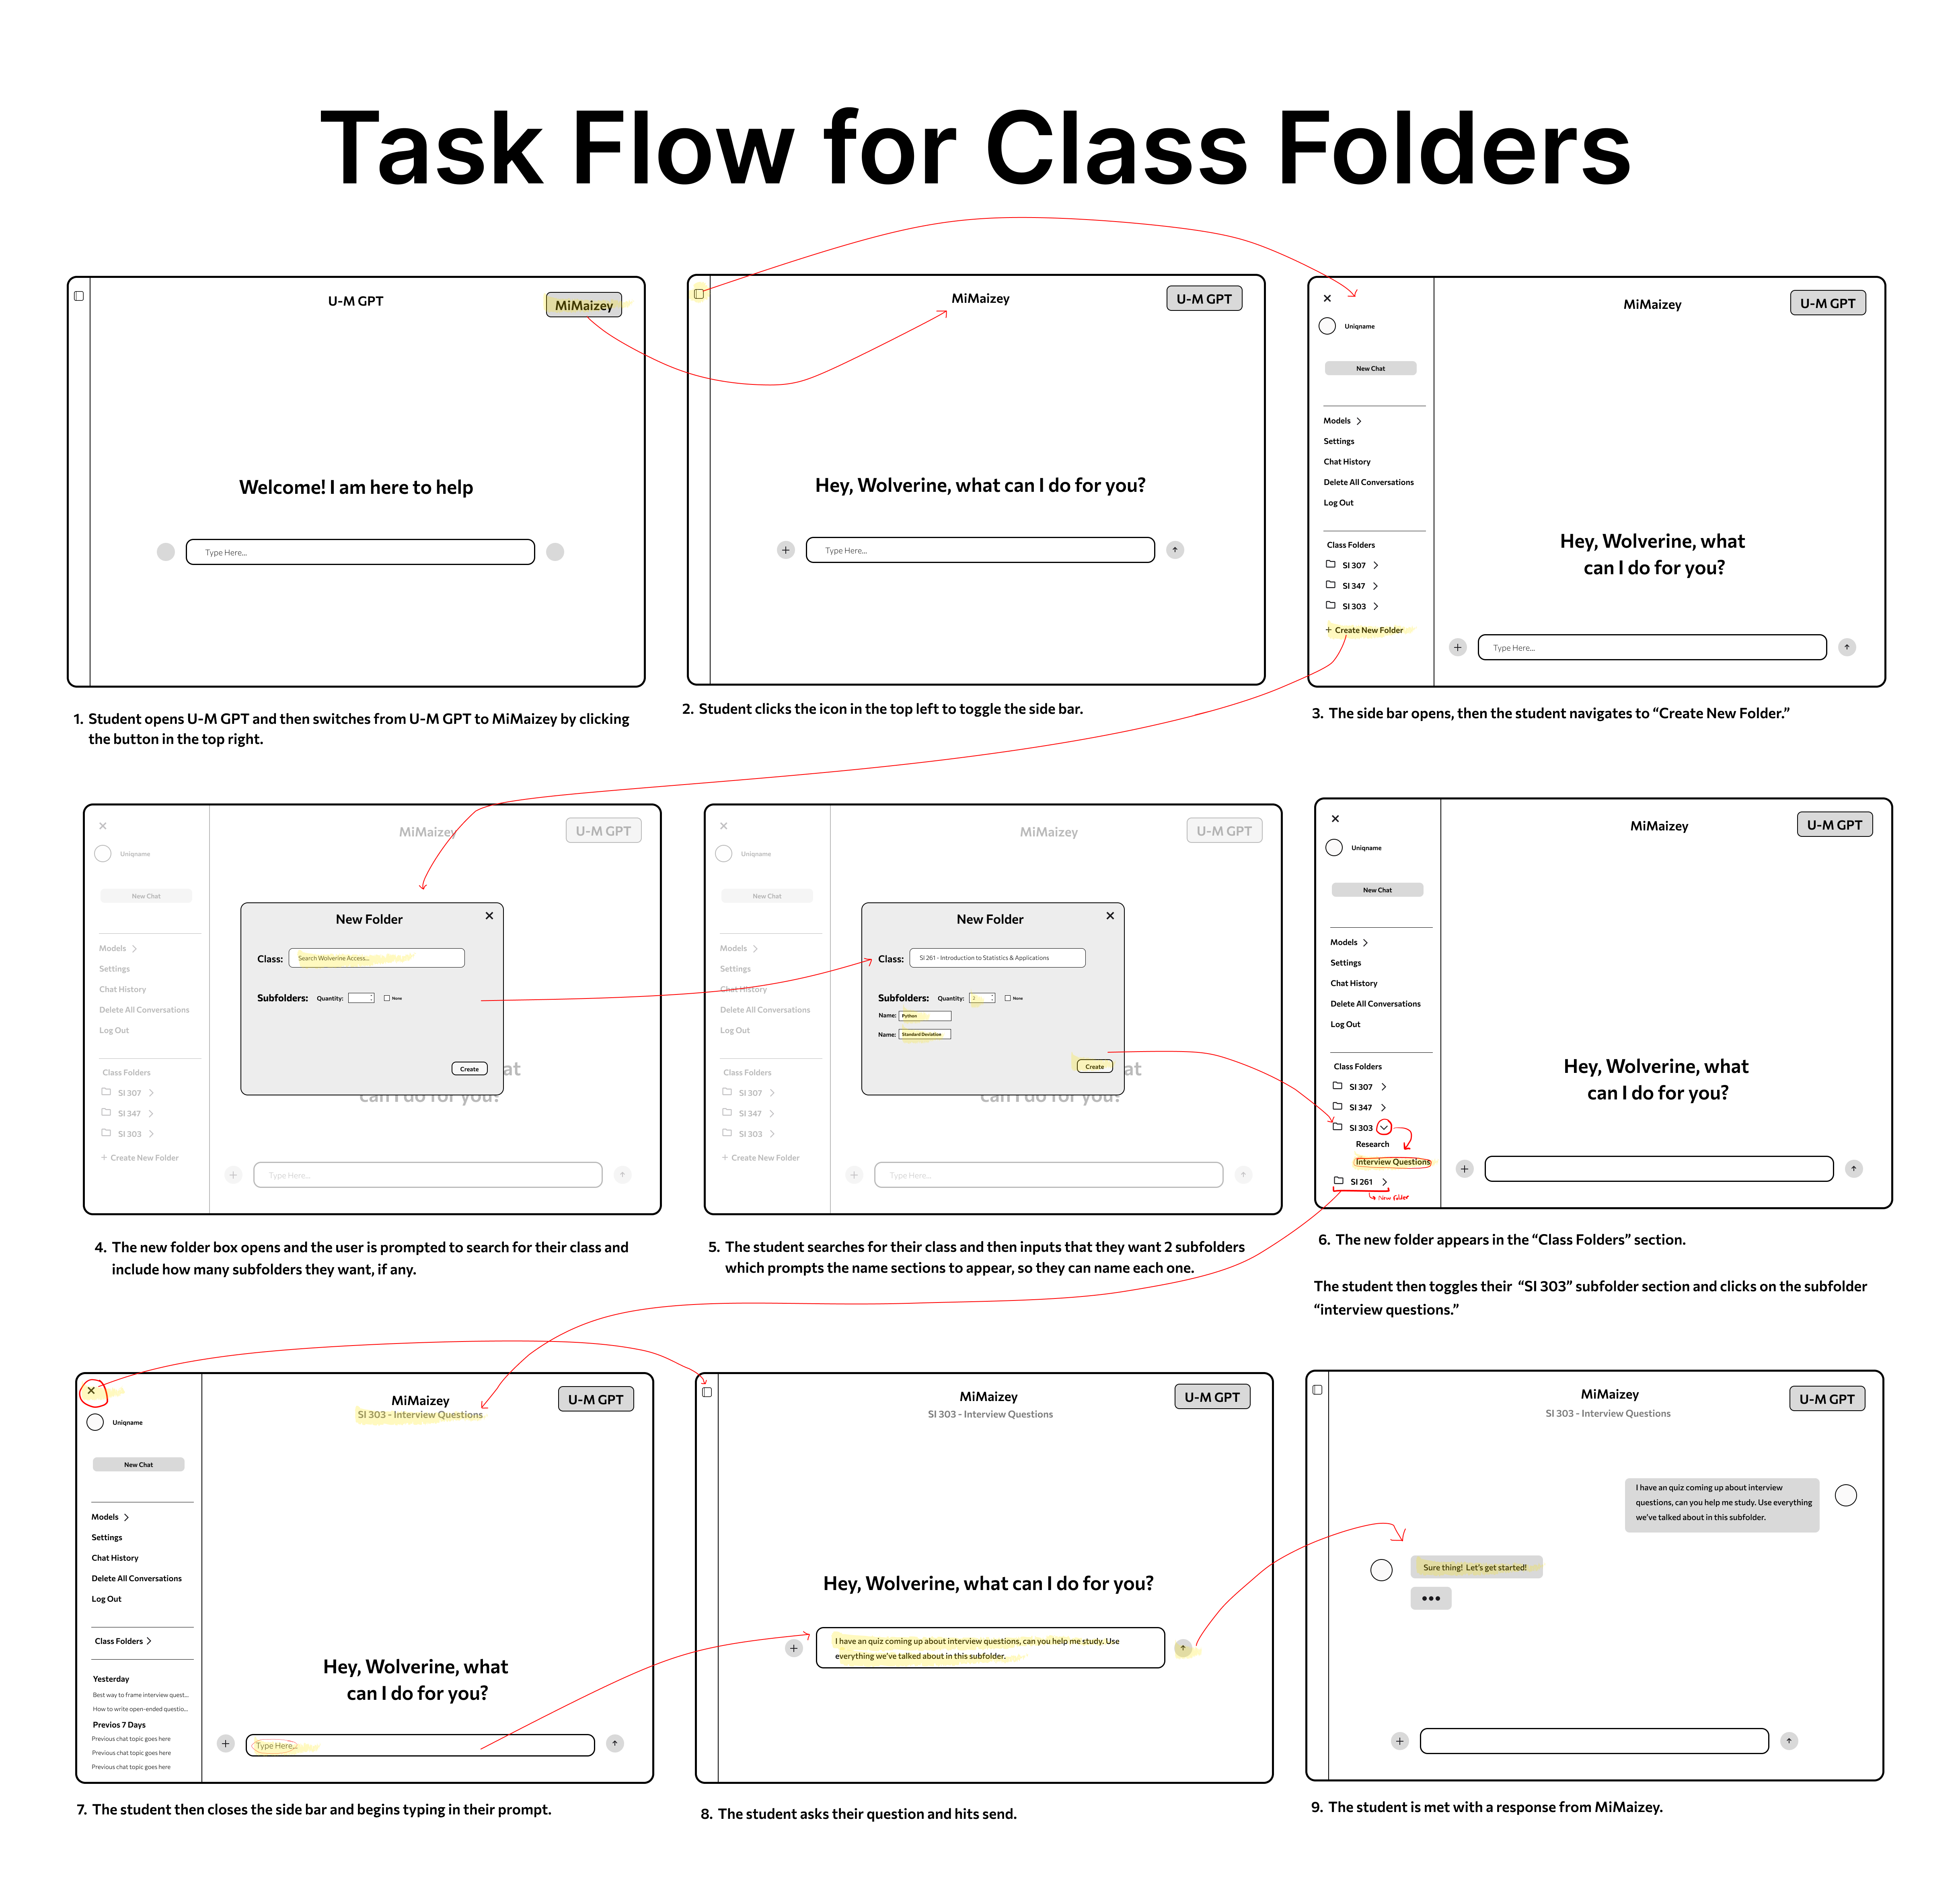 Task Flow for Class Folders
U-M GPT
MiMaizey
Welcome! I am here to help
Type Here...
1. Student opens U-M GPT and then switches from U-M GPT to MiMaizey by clicking
the button in the top right.
MiMaizey
U-M GPT
Hey, Wolverine, what can I do for you?
Type Here...
2. Student clicks the icon in the top left to toggle the side bar.
MiMaizey
U-M GPT
Uniqname
New Chat
Models
Settings
Chat History
Delete All Conversations
Log Out
Class Folders
SI 307
SI 347
SI 303
+ Create New Folder
Hey, Wolverine, what
can I do for you?
Type Here...
3. The side bar opens, then the student navigates to “Create New Folder.”
MiMaizey
U-M GPT
Uniqname
New Chat
Models
Settings
Chat History
Delete All Conversations
Log Out
Class Folders
SI 307
SI 347
SI 303
+ Create New Folder
New Folder
Class: Search Wolverine Access...
Subfolders: Quantity: None
Create
at
can I do for you?
Type Here...
4. The new folder box opens and the user is prompted to search for their class and
include how many subfolders they want, if any.
MiMaizey
U-M GPT
Uniqname
New Chat
Models
Settings
Chat History
Delete All Conversations
Log Out
Class Folders
SI 307
SI 347
SI 303
+ Create New Folder
New Folder
Class: SI 261 - Introduction to Statistics & Applications
Subfolders: Quantity: 2 None
Name: Python
Name: Standard Deviation
Create
at
can I do for you?
Type Here...
5. The student searches for their class and then inputs that they want 2 subfolders
which prompts the name sections to appear, so they can name each one.
MiMaizey
U-M GPT
Uniqname
New Chat
Models
Settings
Chat History
Delete All Conversations
Log Out
Class Folders
SI 307
SI 347
SI 303
Research
Interview Questions
SI 261
New folder
Hey, Wolverine, what
can I do for you?
6. The new folder appears in the “Class Folders” section.
The student then toggles their “SI 303” subfolder section and clicks on the subfolder
“interview questions.”
MiMaizey
SI 303 - Interview Questions
U-M GPT
Uniqname
New Chat
Models
Settings
Chat History
Delete All Conversations
Log Out
Class Folders
Yesterday
Best way to frame interview quest...
How to write open-ended questio...
Previos 7 Days
Previous chat topic goes here
Previous chat topic goes here
Previous chat topic goes here
Hey, Wolverine, what
can I do for you?
Type Here...
7. The student then closes the side bar and begins typing in their prompt.
MiMaizey
SI 303 - Interview Questions
U-M GPT
Hey, Wolverine, what can I do for you?
I have an quiz coming up about interview questions, can you help me study. Use
everything we've talked about in this subfolder.
8. The student asks their question and hits send.
MiMaizey
SI 303 - Interview Questions
U-M GPT
I have an quiz coming up about interview
questions, can you help me study. Use everything
we've talked about in this subfolder.
Sure thing! Let's get started!
9. The student is met with a response from MiMaizey.